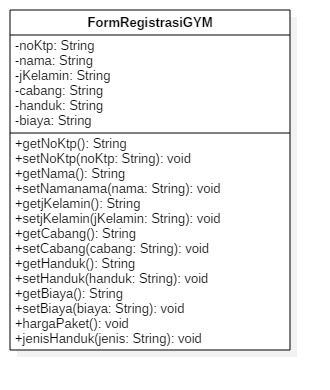 FormRegistrasiGYM
-noKtp: String
-nama: String
-jKelamin: String
-cabang: String
-handuk: String
-biaya: String
+getNoKtp(): String
+setNoKtp(noKtp: String): void
+getNama(): String
+setNamanama(nama: String): void
+getjKelamin(): String
+setjKelamin(jKelamin: String): void
+getCabang(): String
+setCabang(cabang: String): void
+getHanduk(): String
+setHanduk(handuk: String): void
+getBiaya(): String
+setBiaya(biaya: String): void
+hargaPaket(): void
+jenisHanduk(jenis: String): void